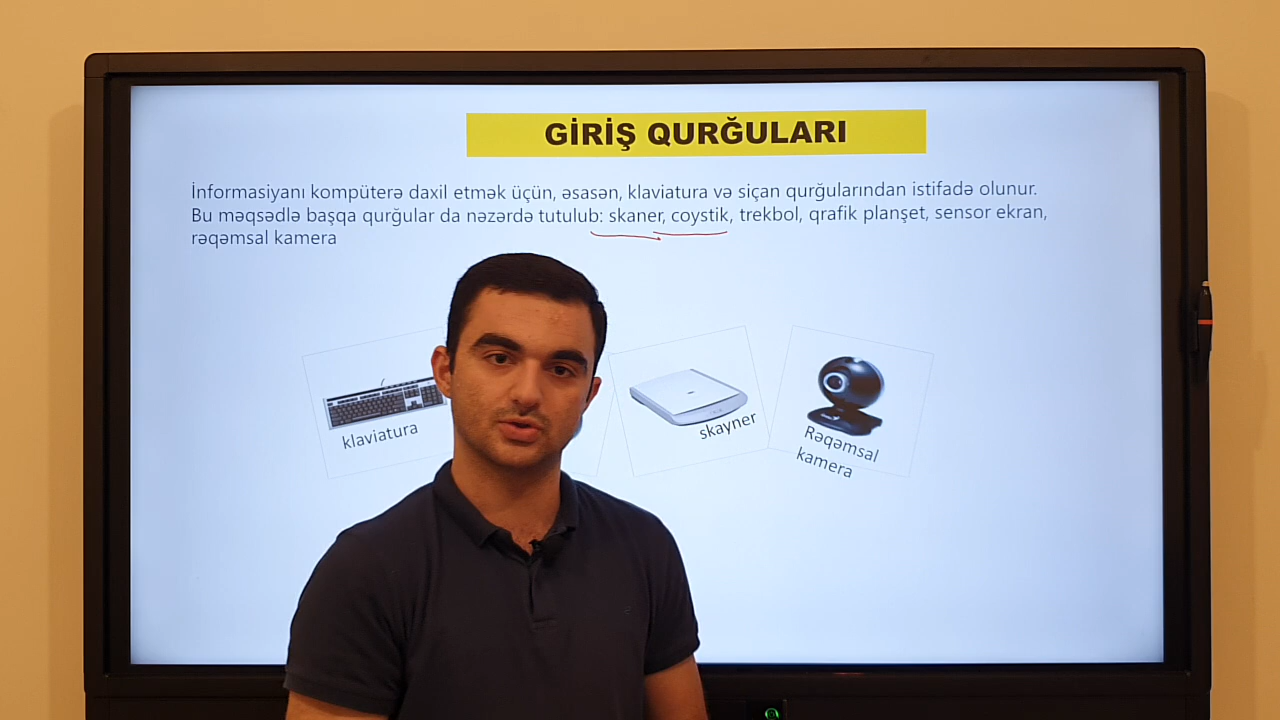 GİRİŞ QURĞULARI
İnformasiyanı kompüterə daxil etmək üçün, əsasən, klaviatura və siçan qurğularından istifadə olunur.
Bu məqsədlə başqa qurğular da nəzərdə tutulub: skaner, coystik, trekbol, qrafik planşet, sensor ekran,
rəqəmsal kamera
klaviatura
skayner
Rəqəmsal
kamera